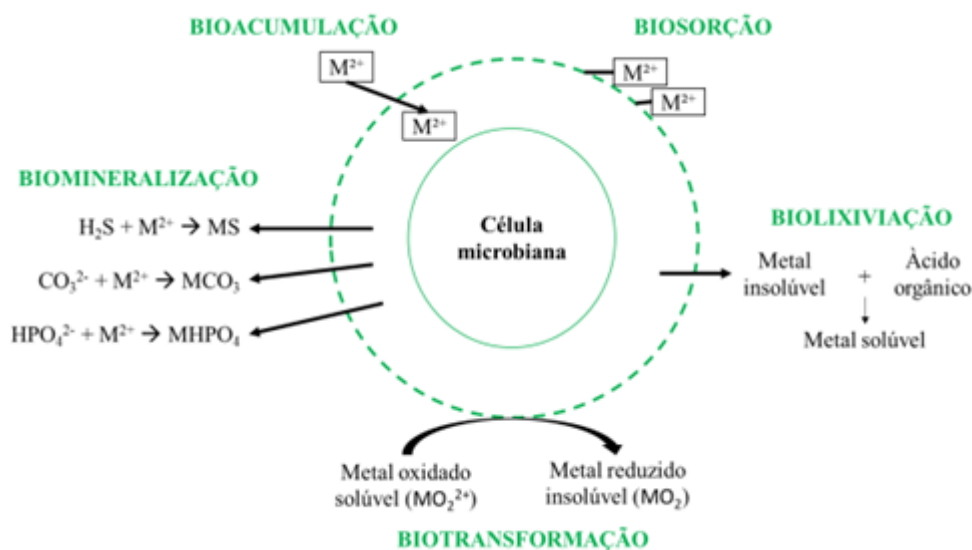 BIOACUMULAÇÃO
M²⁺
M²⁺
BIOSORÇÃO
M²⁺
M²⁺
BIOMINERALIZAÇÃO
H₂S + M²⁺ → MS
CO₃²⁻ + M²⁺ → MCO₃
HPO₄²⁻ + M²⁺ → MHPO₄
Célula
microbiana
BIOLIXIVIAÇÃO
Metal
insolúvel
+
Àcido
orgânico
Metal solúvel
Metal oxidado
solúvel (MO₂²⁺)
Metal reduzido
insolúvel (MO₂)
BIOTRANSFORMAÇÃO